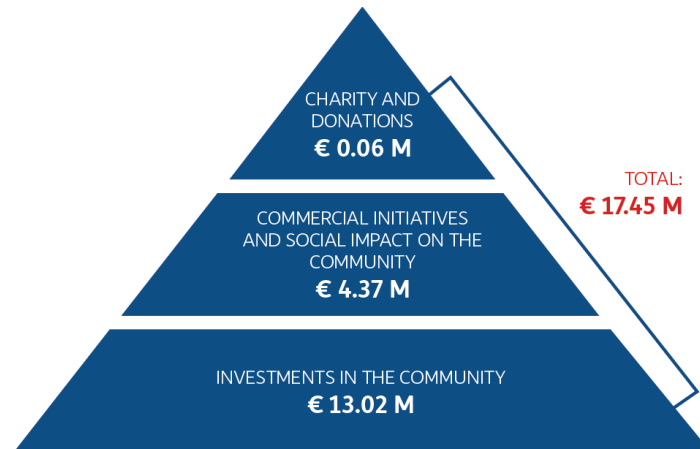 CHARITY AND
DONATIONS
€ 0.06 M
TOTAL:
€ 17.45 M
COMMERCIAL INITIATIVES
AND SOCIAL IMPACT ON THE
COMMUNITY
€ 4.37 M
INVESTMENTS IN THE COMMUNITY
€ 13.02 M